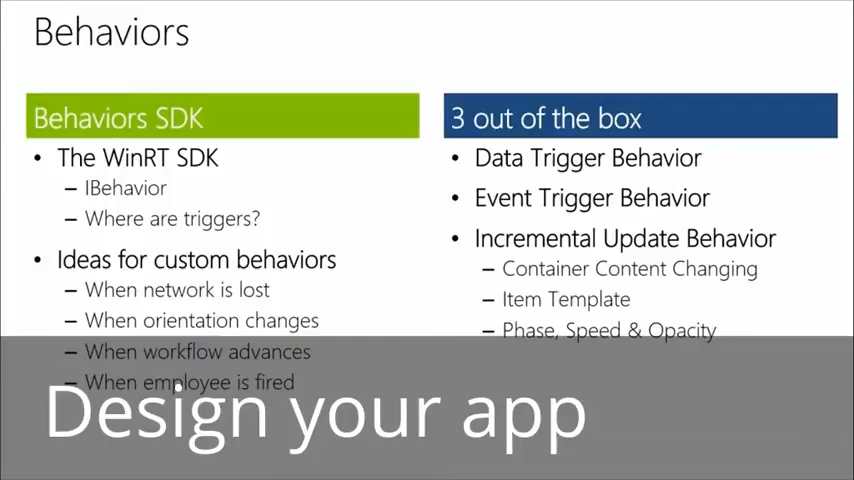 Behaviors
Behaviors SDK
• The WinRT SDK
– IBehavior
– Where are triggers?
• Ideas for custom behaviors
– When network is lost
– When orientation changes
– When workflow advances
– When employee is fired
3 out of the box
• Data Trigger Behavior
• Event Trigger Behavior
• Incremental Update Behavior
– Container Content Changing
– Item Template
– Phase, Speed & Opacity
Design your app